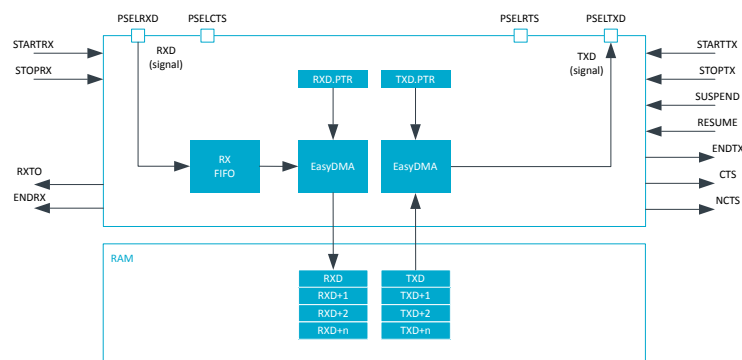 PSELRXD PSELCTS PSELRTS PSELTXD
STARTRX RXD TXD STARTTX
(signal) (signal)
STOPRX STOPTX
RXD.PTR TXD.PTR
SUSPEND
RESUME
RX
FIFO
EasyDMA EasyDMA
ENDTX
RXTO CTS
ENDRX NCTS
RAM
RXD TXD
RXD+1 TXD+1
RXD+2 TXD+2
RXD+n TXD+n